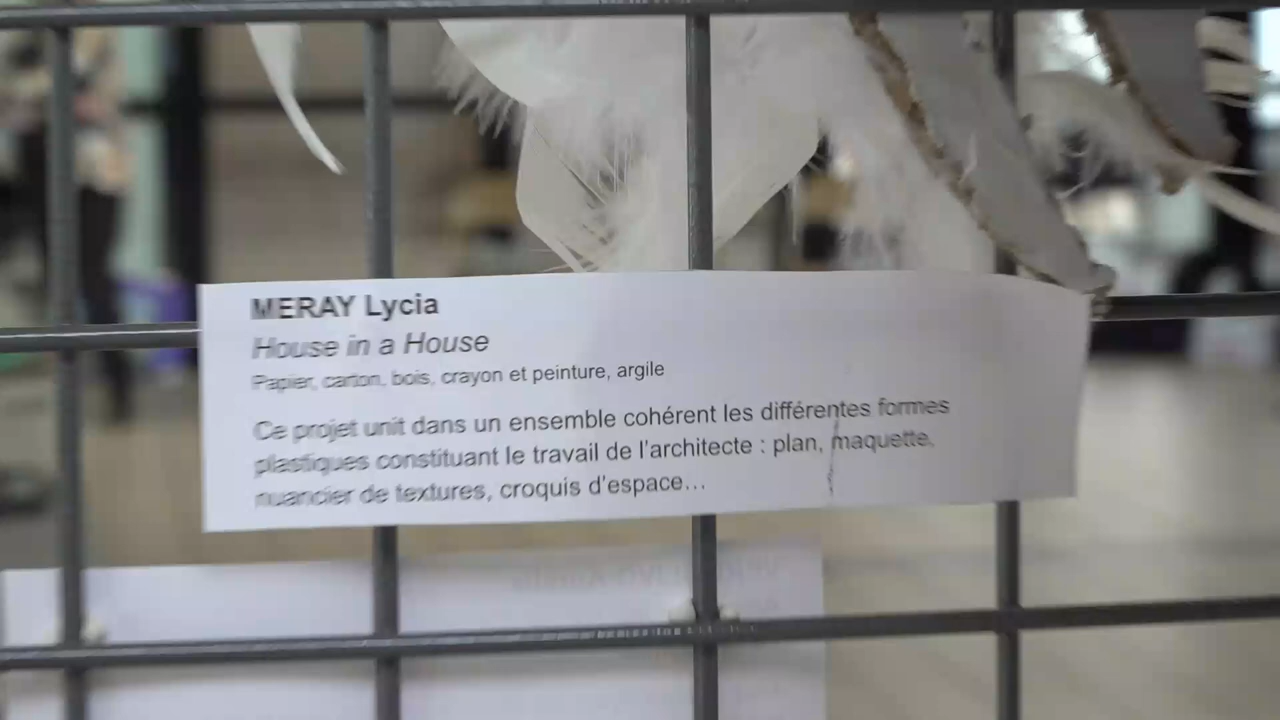 MERAY Lycia
House in a House
Papier, carton, bois, crayon et peinture, argile
Ce projet unit dans un ensemble cohérent les différentes formes
plastiques constituant le travail de l'architecte : plan, maquette,
nuancier de textures, croquis d'espace...